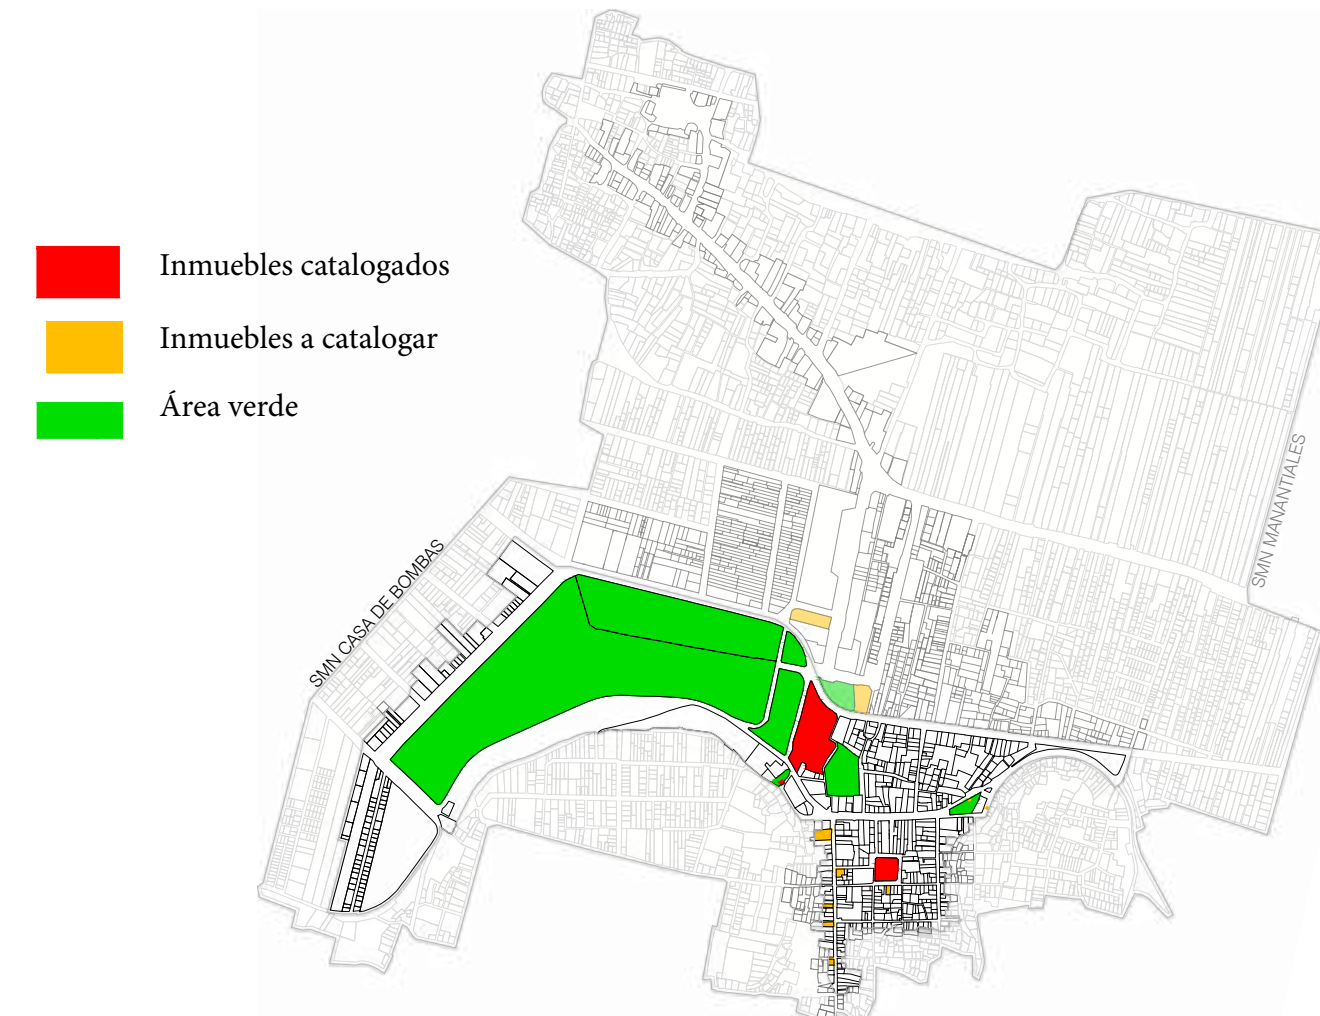 Inmuebles catalogados
Inmuebles a catalogar
Área verde
SMN CASA DE BOMBAS
SMN MANANTIALES